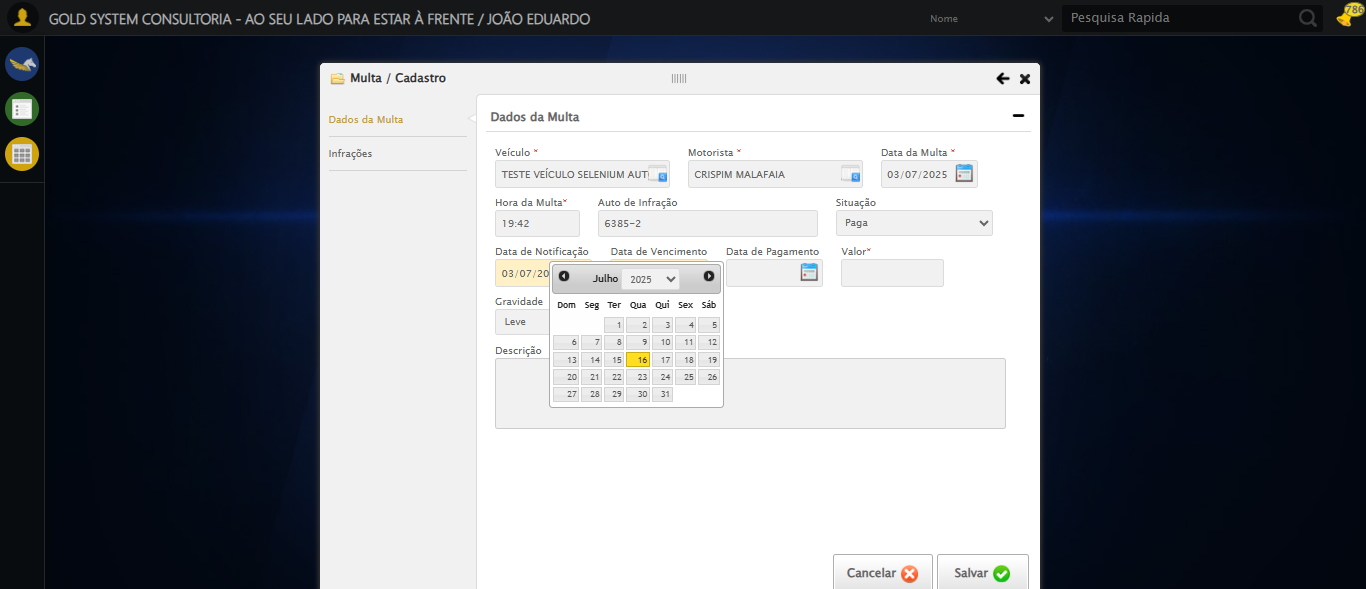 GOLD SYSTEM CONSULTORIA - AO SEU LADO PARA ESTAR À FRENTE / JOÃO EDUARDO
Nome
Pesquisa Rapida
786
Multa / Cadastro
Dados da Multa
Infrações
Dados da Multa
Veículo * Motorista * Data da Multa *
TESTE VEÍCULO SELENIUM AUT CRISPIM MALAFAIA 03/07/2025
Hora da Multa* Auto de Infração Situação
19:42 6385-2 Paga
Data de Notificação Data de Vencimento Data de Pagamento Valor*
03/07/20
Julho 2025
Dom Seg Ter Qua Qui Sex Sáb
1 2 3 4 5
6 7 8 9 10 11 12
13 14 15 16 17 18 19
20 21 22 23 24 25 26
27 28 29 30 31
Gravidade
Leve
Descrição
Cancelar Salvar